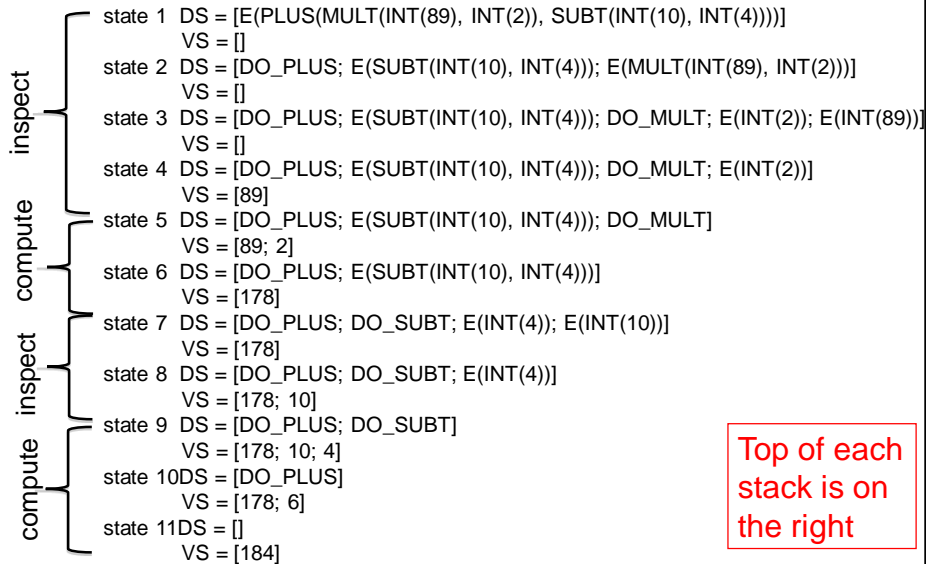 state 1 DS = [E(PLUS(MULT(INT(89), INT(2)), SUBT(INT(10), INT(4))))]
VS = []
state 2 DS = [DO_PLUS; E(SUBT(INT(10), INT(4))); E(MULT(INT(89), INT(2)))]
VS = []
state 3 DS = [DO_PLUS; E(SUBT(INT(10), INT(4))); DO_MULT; E(INT(2)); E(INT(89))]
VS = []
state 4 DS = [DO_PLUS; E(SUBT(INT(10), INT(4))); DO_MULT; E(INT(2))]
VS = [89]
inspect
state 5 DS = [DO_PLUS; E(SUBT(INT(10), INT(4))); DO_MULT]
VS = [89; 2]
state 6 DS = [DO_PLUS; E(SUBT(INT(10), INT(4)))]
VS = [178]
compute
state 7 DS = [DO_PLUS; DO_SUBT; E(INT(4)); E(INT(10))]
VS = [178]
state 8 DS = [DO_PLUS; DO_SUBT; E(INT(4))]
VS = [178; 10]
inspect
state 9 DS = [DO_PLUS; DO_SUBT]
VS = [178; 10; 4]
state 10DS = [DO_PLUS]
VS = [178; 6]
state 11DS = []
VS = [184]
compute
Top of each
stack is on
the right